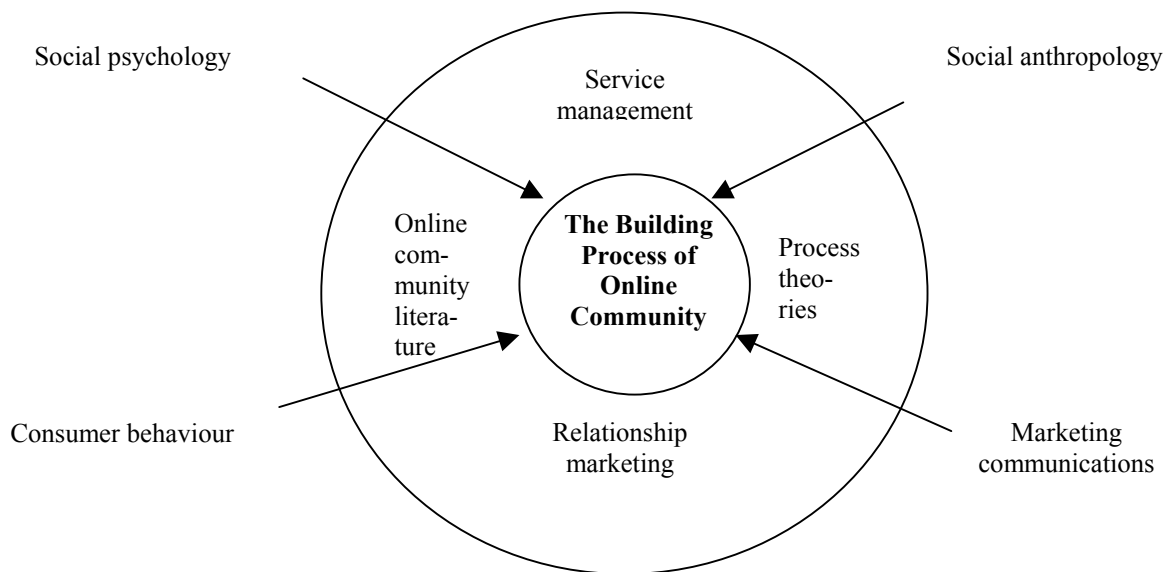 Social psychology
Social anthropology
Service
management
Online
com-
munity
litera-
ture
The Building
Process of
Online
Community
Process
theo-
ries
Consumer behaviour
Relationship
marketing
Marketing
communications